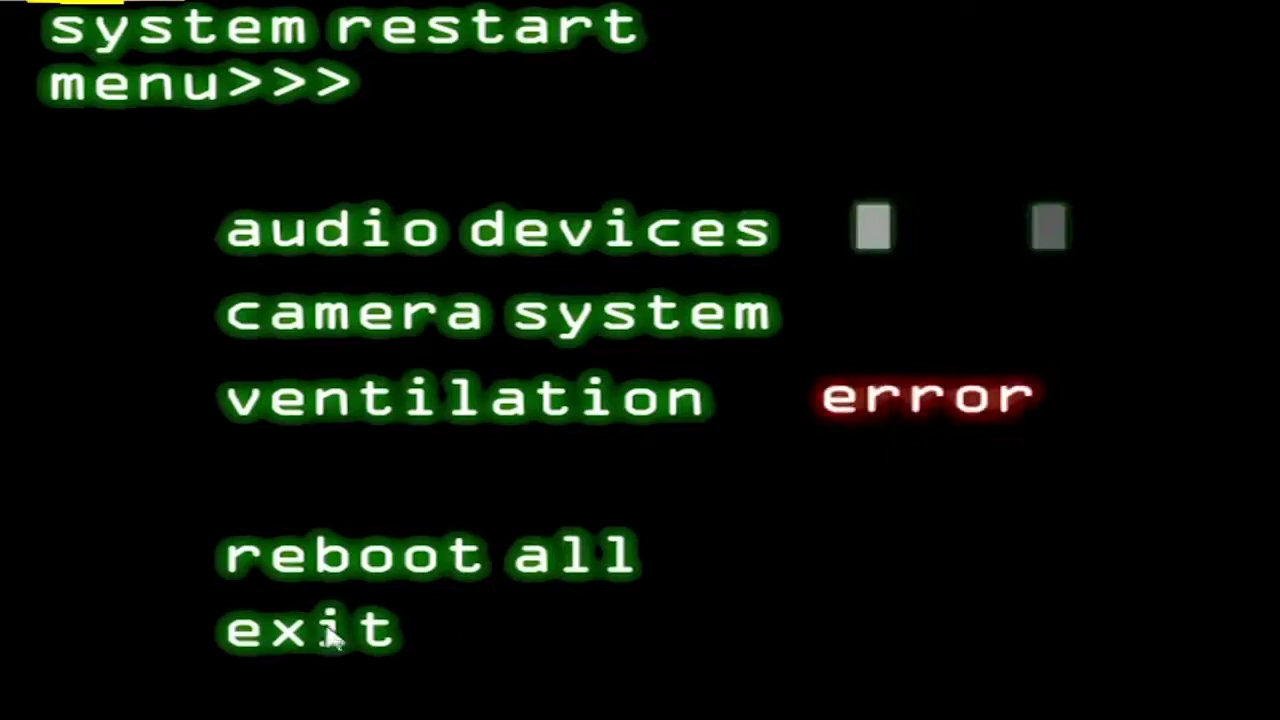 system restart
menu>>>
audio devices
camera system
ventilation error
reboot all
exit